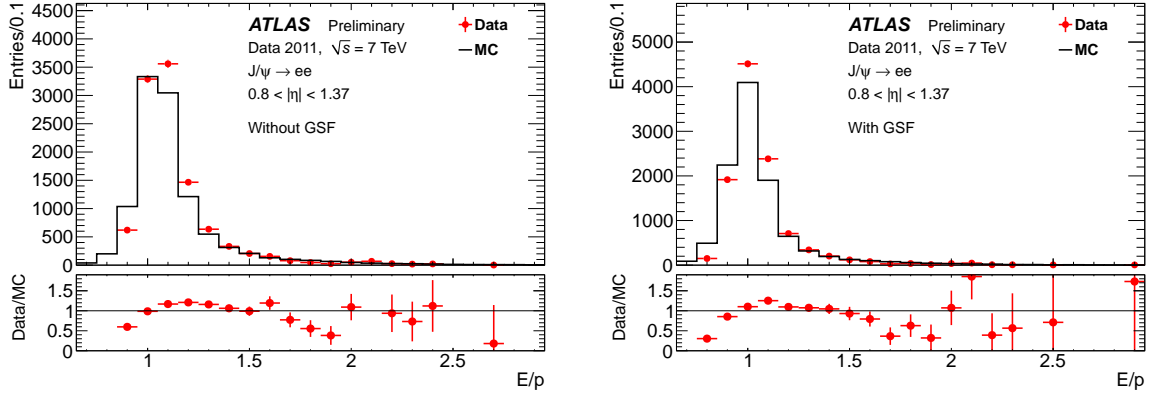 ATLAS Preliminary
Data 2011, √s = 7 TeV
J/ψ → ee
0.8 < |η| < 1.37
Without GSF
Data
MC
Entries/0.1
4500
4000
3500
3000
2500
2000
1500
1000
500
0
Data/MC
1.5
1
0.5
0
1 1.5 2 2.5
E/p
ATLAS Preliminary
Data 2011, √s = 7 TeV
J/ψ → ee
0.8 < |η| < 1.37
With GSF
Data
MC
Entries/0.1
5000
4000
3000
2000
1000
0
Data/MC
1.5
1
0.5
0
1 1.5 2 2.5
E/p